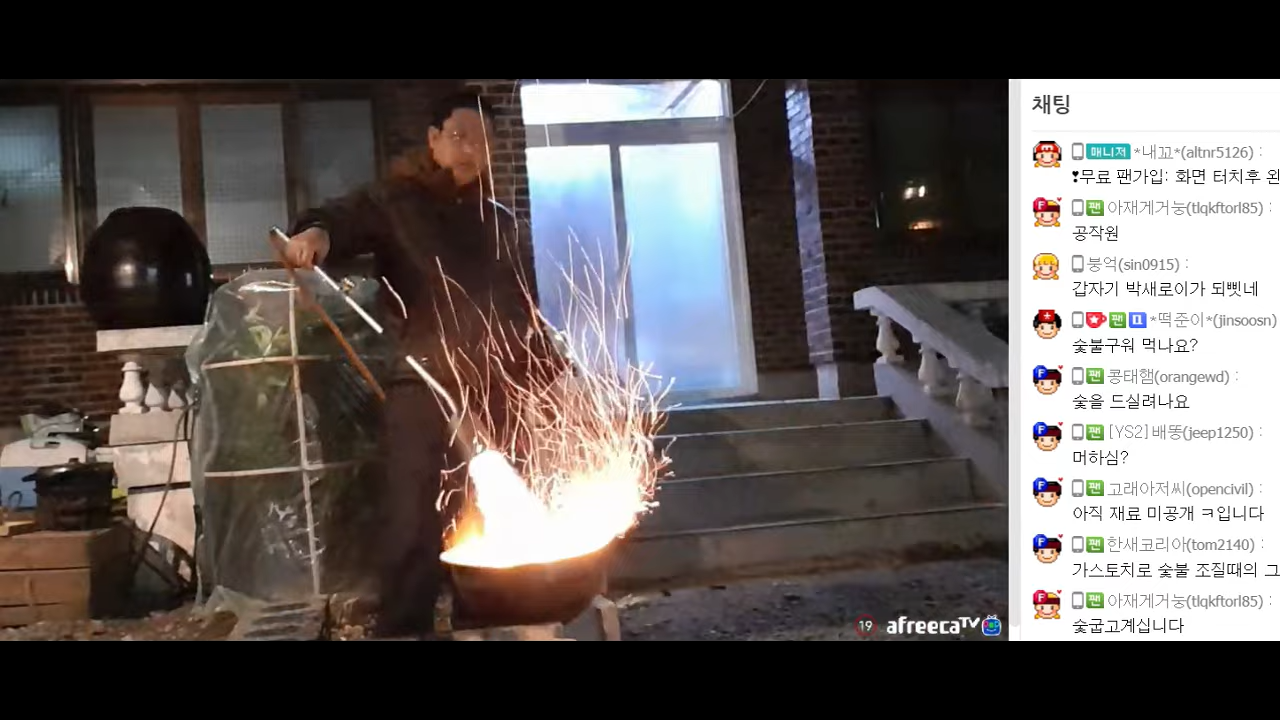 채팅
매니저 *내꼬*(altnr5126) :
❣무료 팬가입: 화면 터치후 왼
F 팬 아재게거눙(tlqkftorl85) :
공작원
붕억(sin0915) :
갑자기 박새로이가 되삣네
팬 n *떡준이*(jinsoosn)
숯불구워 먹나요?
F 팬 콩태햄(orangewd) :
숯을 드실려나요
F 팬 [YS2]배뚱(jeep1250) :
머하심?
F 팬 고래아저씨(opencivil) :
아직 재료 미공개 ㅋ입니다
F 팬 한새코리아(tom2140) :
가스토치로 숯불 조질때의 그
F 팬 아재게거눙(tlqkftorl85) :
숯굽고계십니다
19 afreecaTV